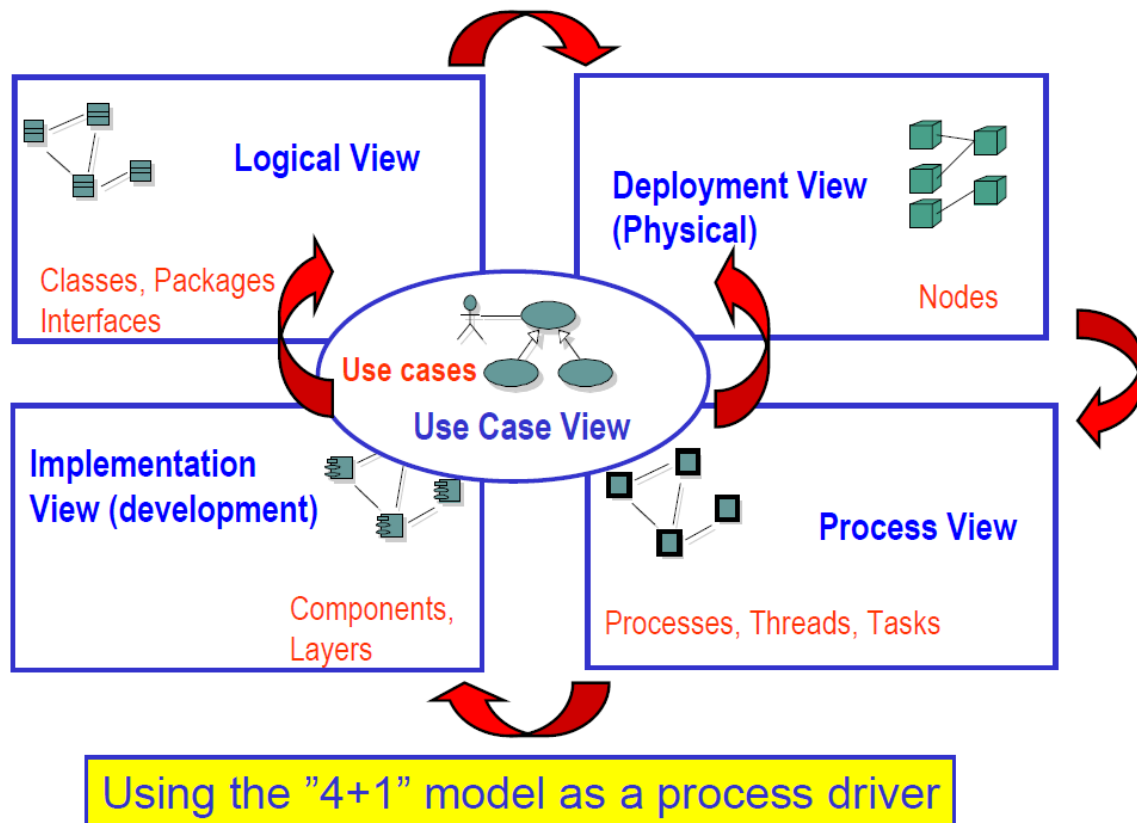 Logical View
Classes, Packages
Interfaces
Deployment View
(Physical)
Nodes
Use cases
Use Case View
Implementation
View (development)
Components,
Layers
Process View
Processes, Threads, Tasks
Using the ”4+1” model as a process driver